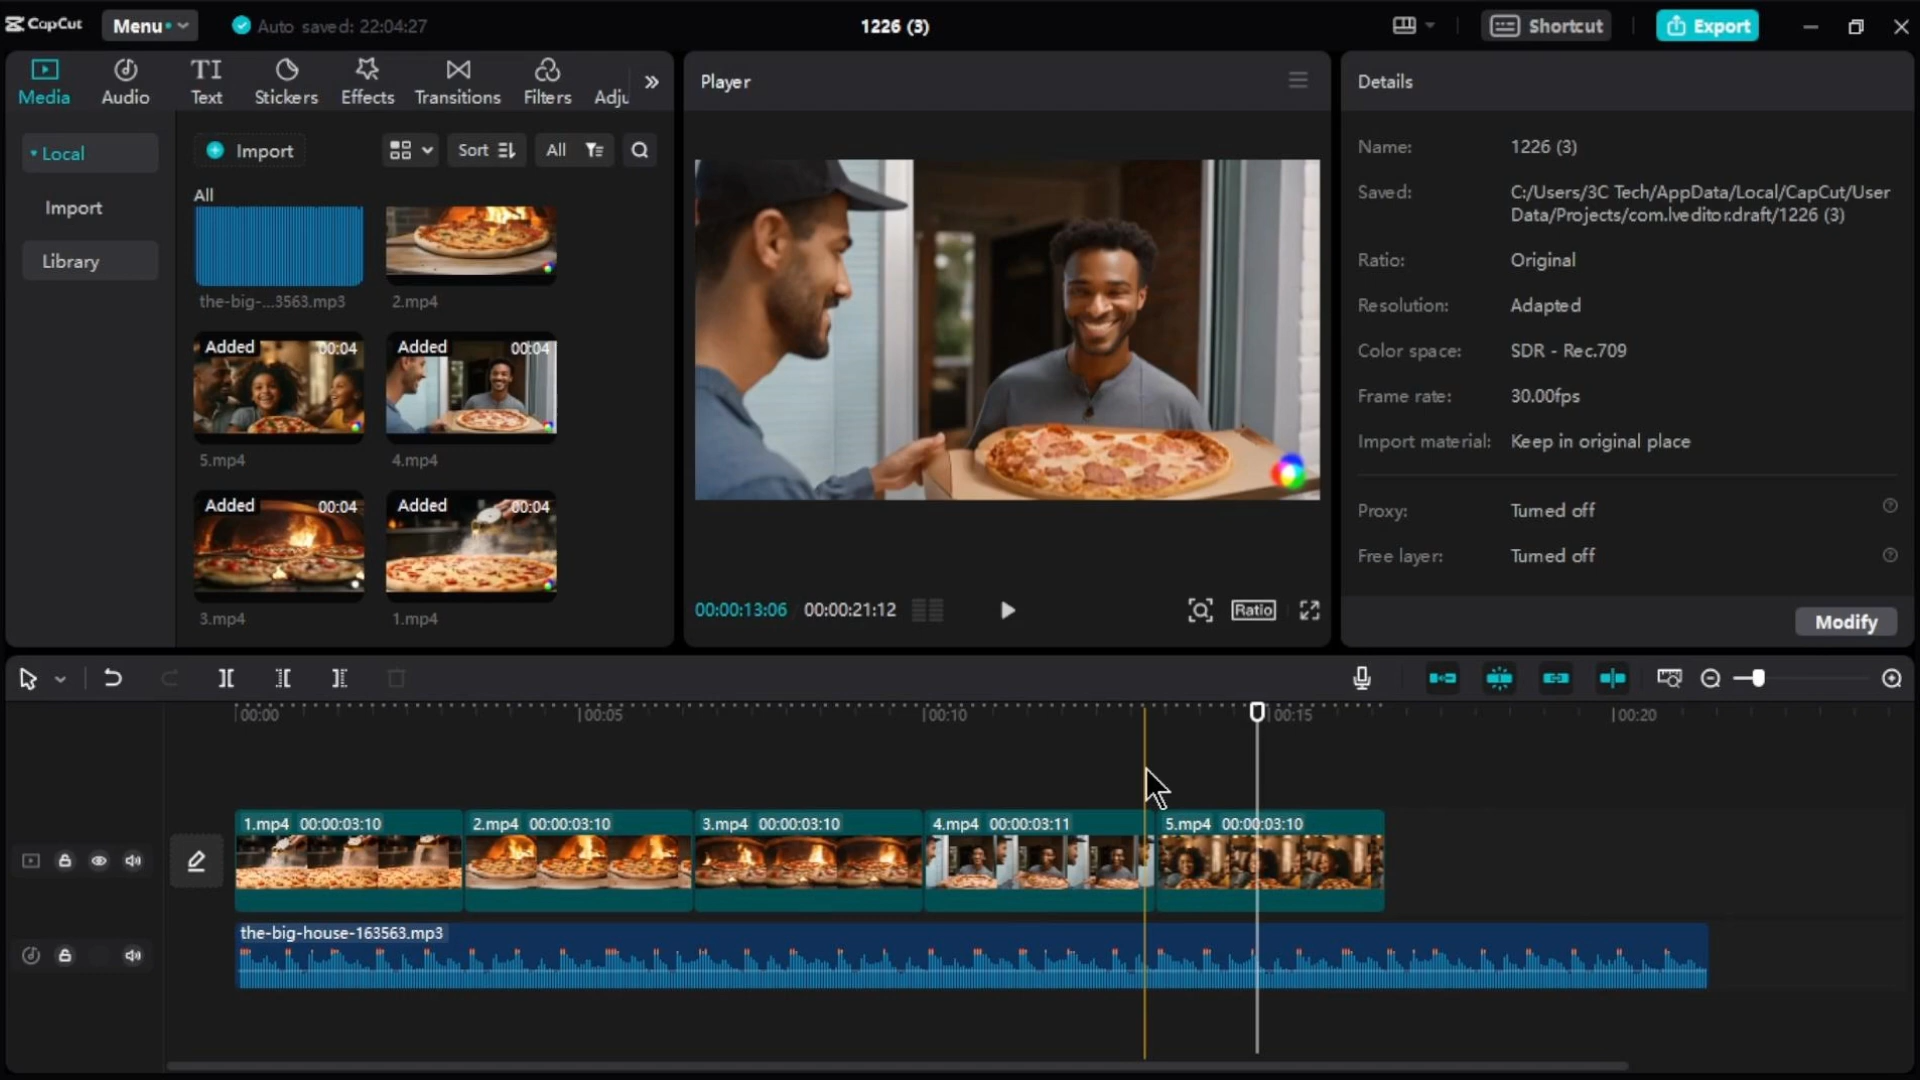 CapCut
Menu
Auto saved: 22:04:27
1226 (3)
Shortcut
Export
Media
Audio
TI
Text
Stickers
Effects
Transitions
Filters
Adju
Player
Details
Local
Import
Library
Import
Sort
All
All
the-big-...3563.mp3
2.mp4
Added 00:04
5.mp4
Added 00:04
4.mp4
Added 00:04
3.mp4
Added 00:04
1.mp4
00:00:13:06
00:00:21:12
Ratio
Name: 1226 (3)
Saved: C:/Users/3C Tech/AppData/Local/CapCut/User
Data/Projects/com.lveditor.draft/1226 (3)
Ratio: Original
Resolution: Adapted
Color space: SDR - Rec.709
Frame rate: 30.00fps
Import material: Keep in original place
Proxy: Turned off
Free layer: Turned off
Modify
00:00
00:05
00:10
00:15
00:20
1.mp4 00:00:03:10
2.mp4 00:00:03:10
3.mp4 00:00:03:10
4.mp4 00:00:03:11
5.mp4 00:00:03:10
the-big-house-163563.mp3